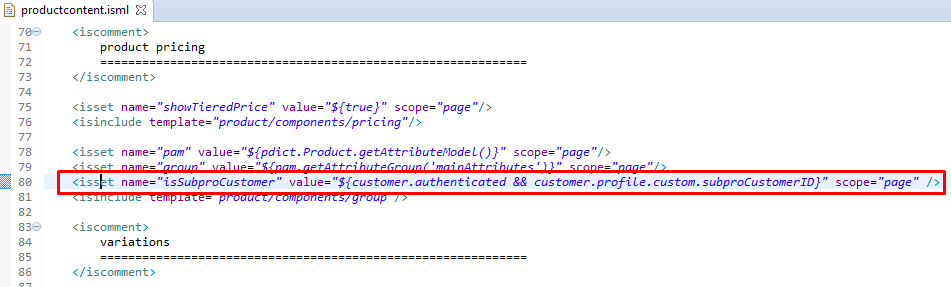 productcontent.isml
70 <iscomment>
71 product pricing
72 ==============================================================
73 </iscomment>
74
75 <isset name="showTieredPrice" value="${true}" scope="page"/>
76 <isinclude template="product/components/pricing"/>
77
78 <isset name="pam" value="${pdict.Product.getAttributeModel()}" scope="page"/>
79 <isset name="group" value="${pam.getAttributeGroup('mainAttributes')}" scope="page"/>
80 <isset name="isSubproCustomer" value="${customer.authenticated && customer.profile.custom.subproCustomerID}" scope="page" />
81 <isinclude template="product/components/group"/>
82
83 <iscomment>
84 variations
85 ==============================================================
86 </iscomment>
87